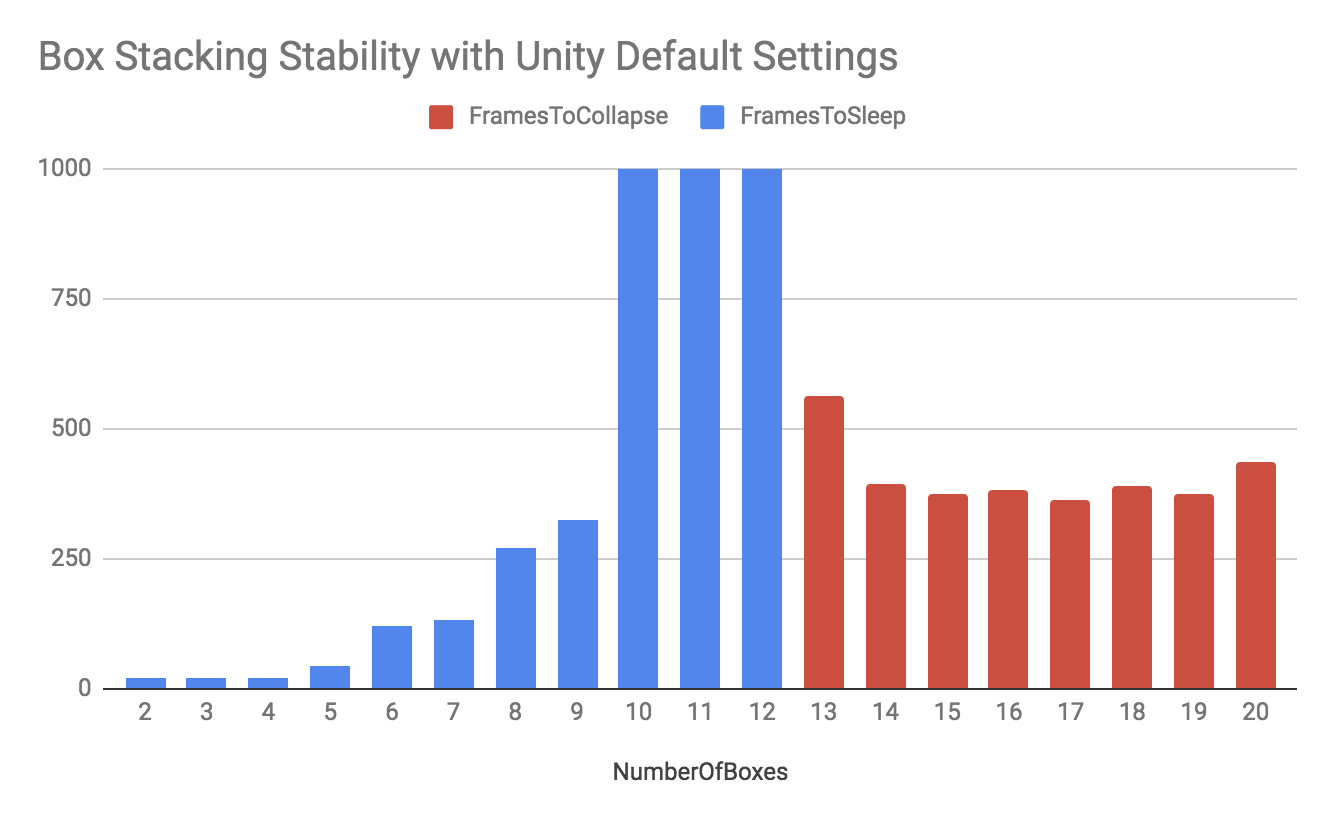 Box Stacking Stability with Unity Default Settings
FramesToCollapse FramesToSleep
1000
750
500
250
0
2 3 4 5 6 7 8 9 10 11 12 13 14 15 16 17 18 19 20
NumberOfBoxes